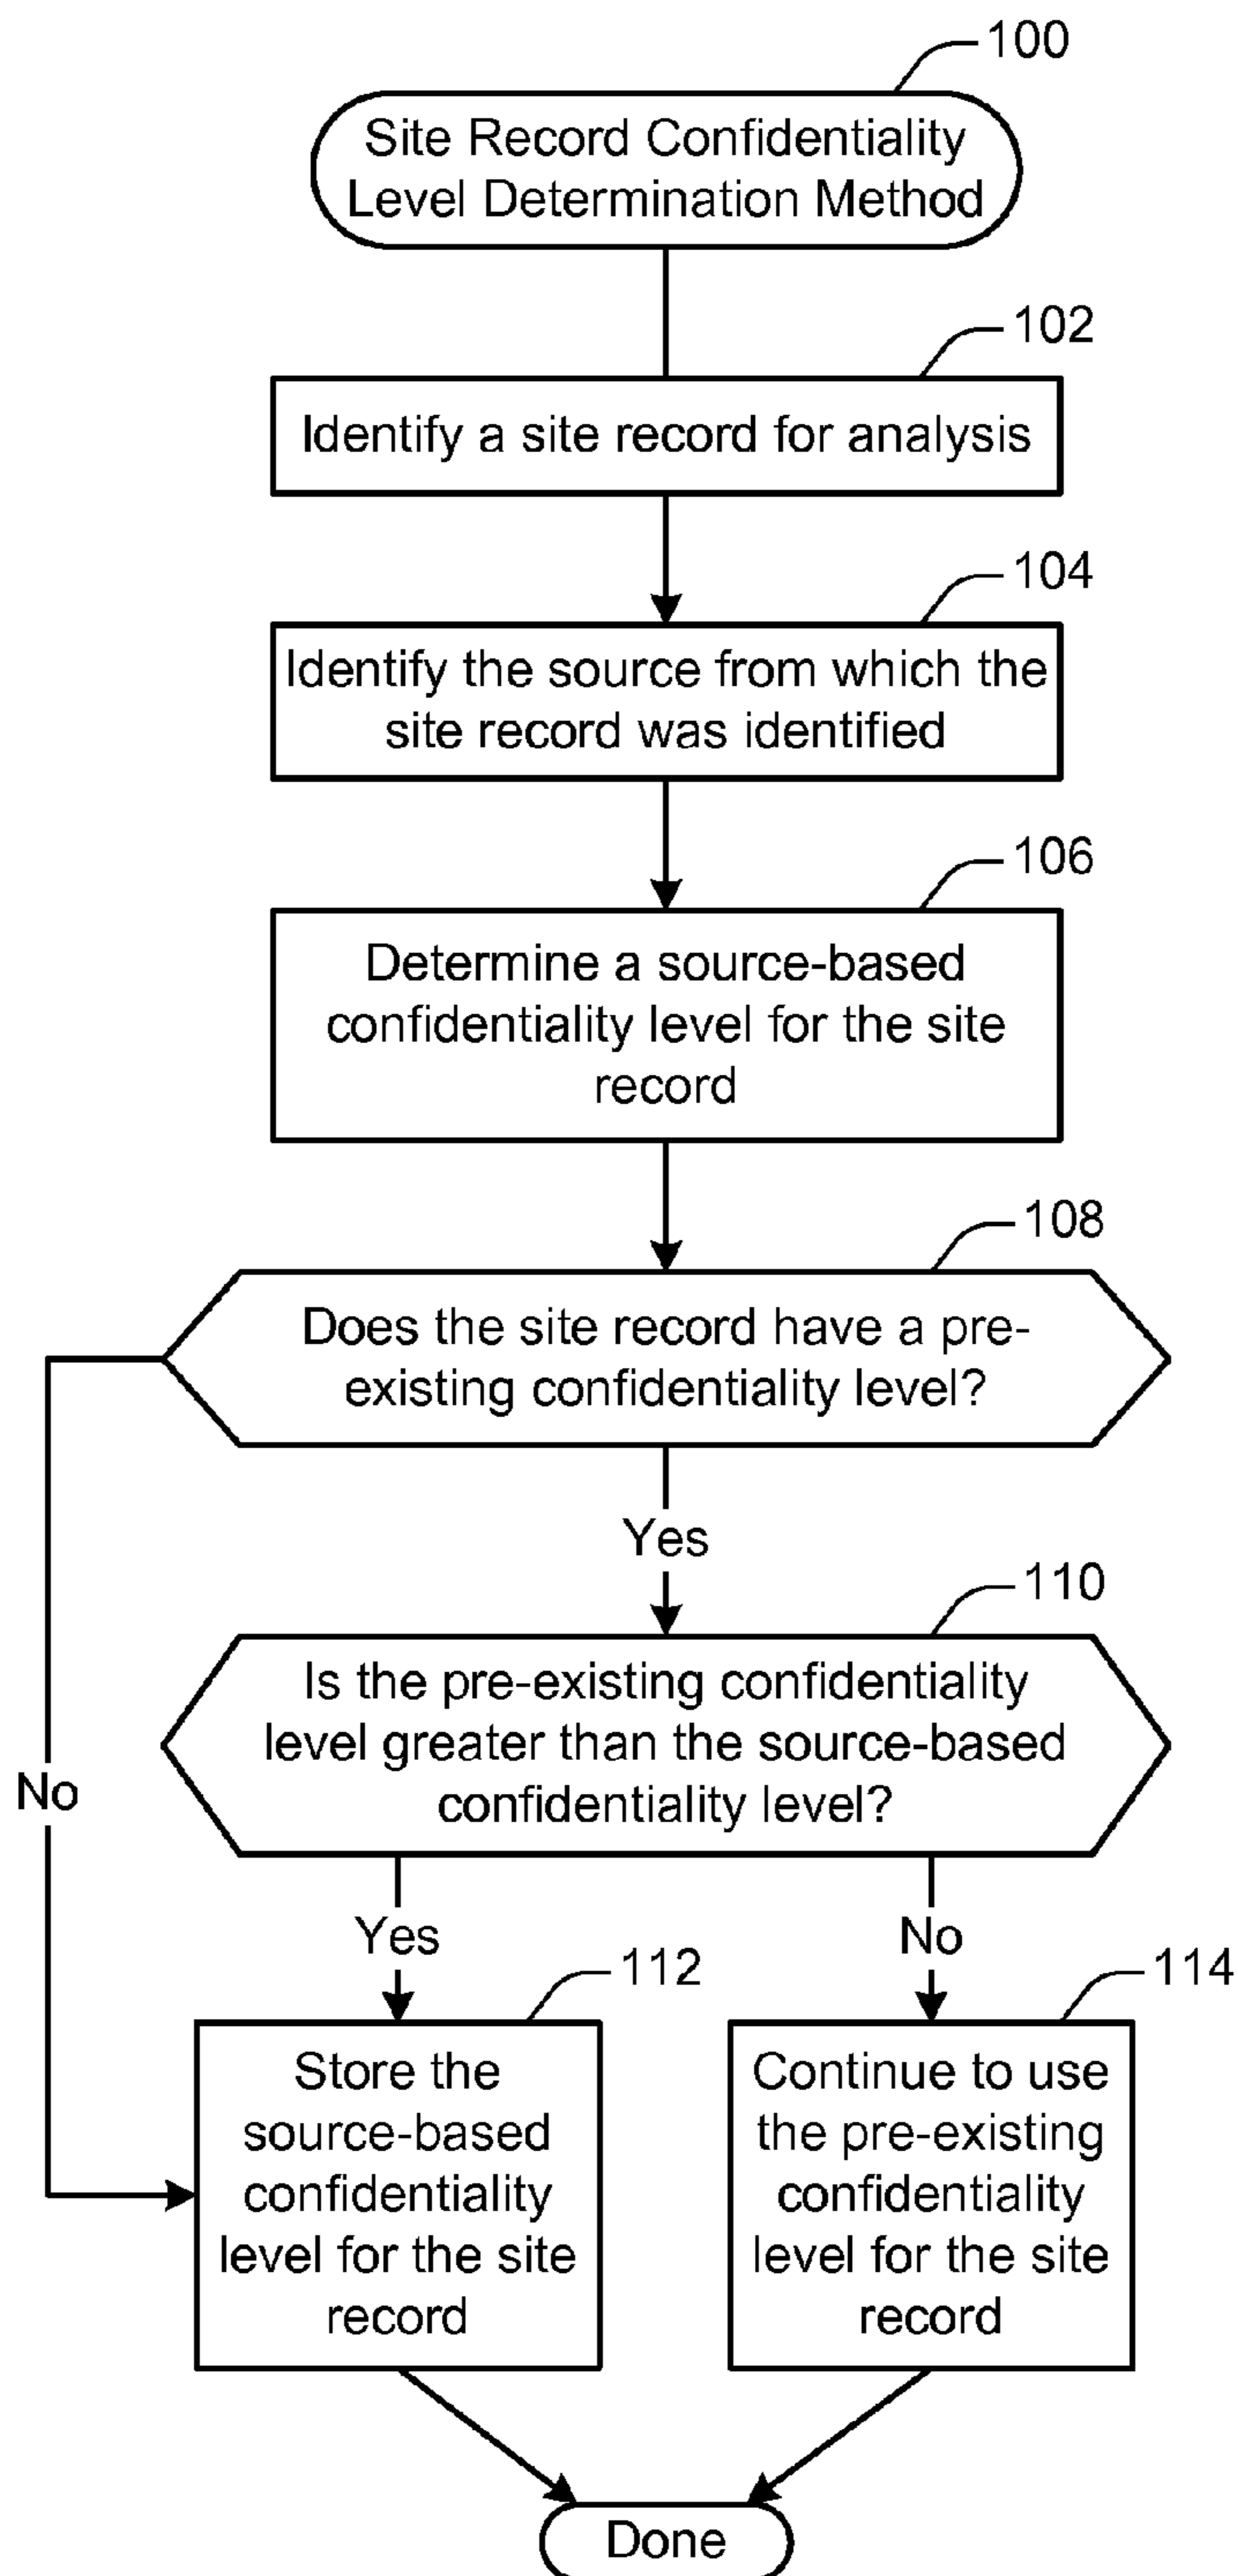 100
Site Record Confidentiality
Level Determination Method
102
Identify a site record for analysis
104
Identify the source from which the
site record was identified
106
Determine a source-based
confidentiality level for the site
record
108
Does the site record have a pre-
existing confidentiality level?
Yes
110
Is the pre-existing confidentiality
level greater than the source-based
confidentiality level?
No
Yes
No
112
114
Store the
source-based
confidentiality
level for the site
record
Continue to use
the pre-existing
confidentiality
level for the site
record
Done